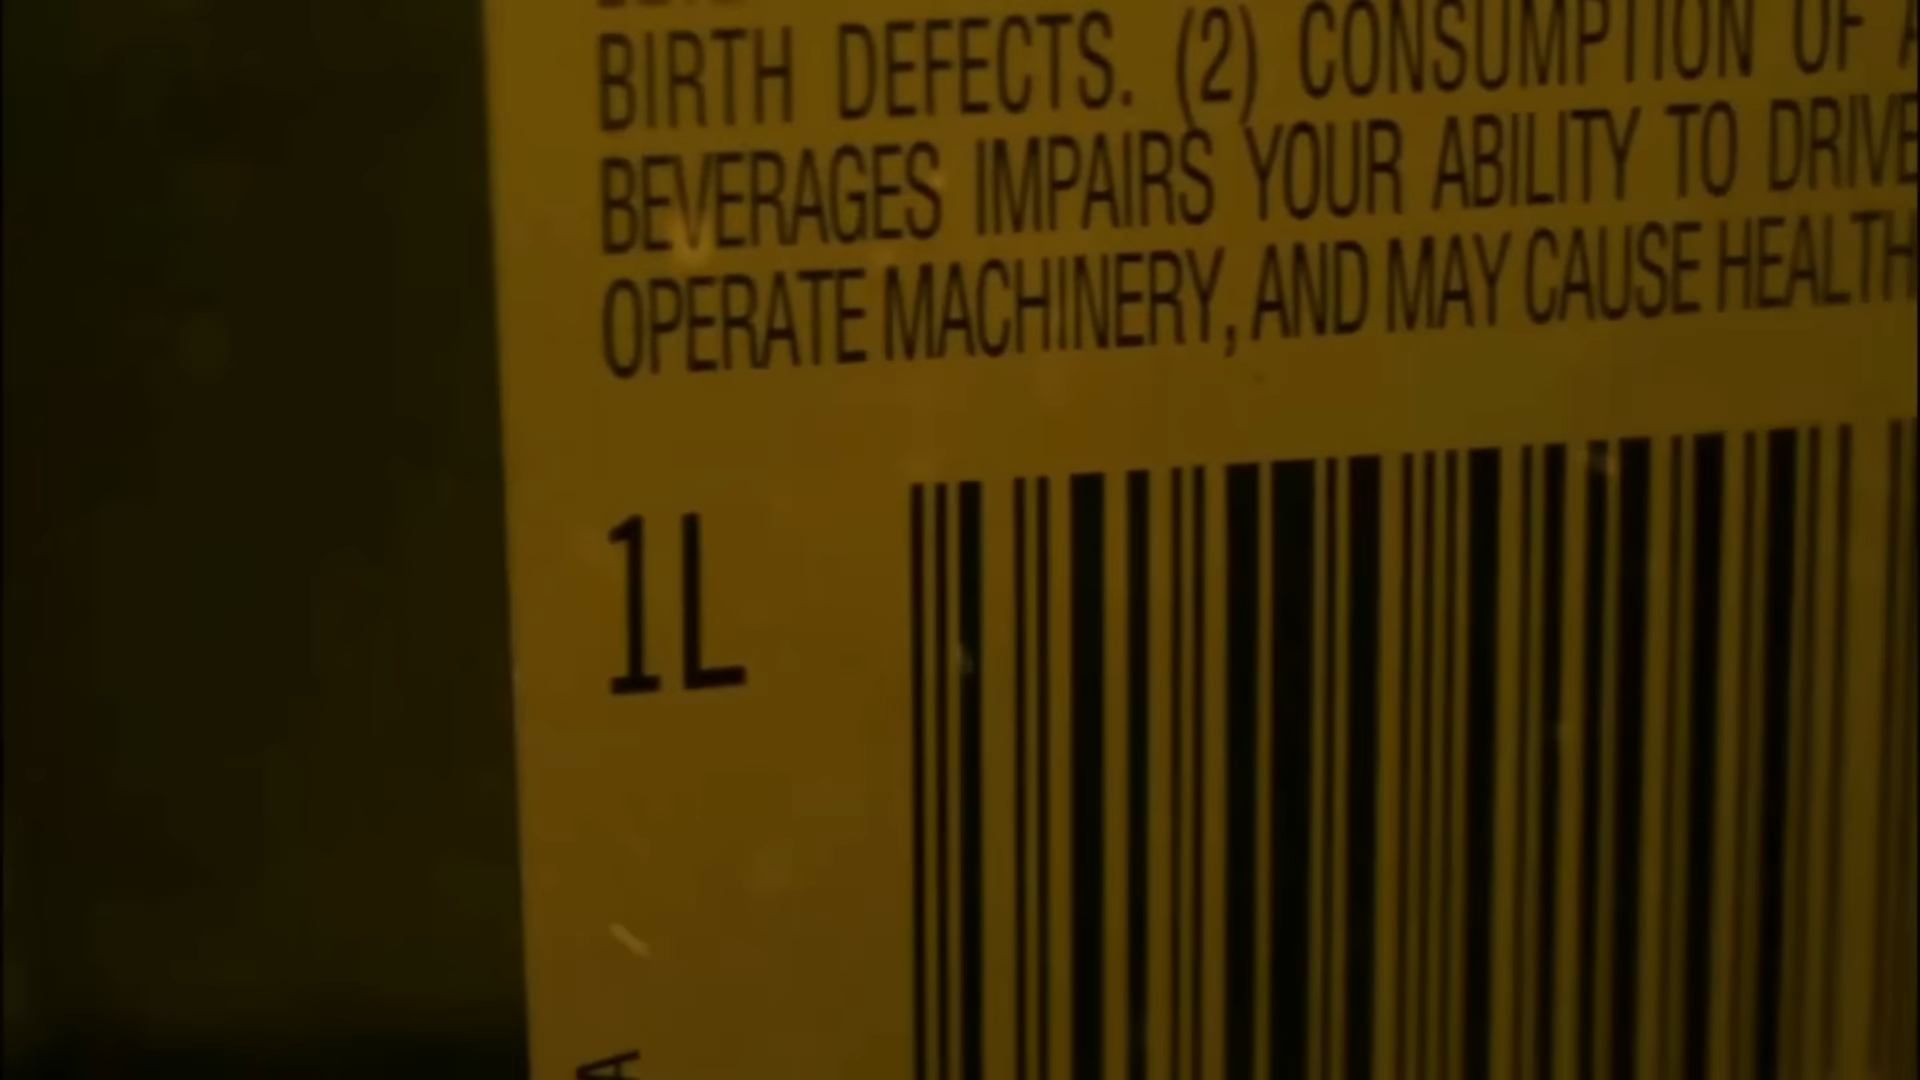 BIRTH DEFECTS. (2) CONSUMPTION OF
BEVERAGES IMPAIRS YOUR ABILITY TO DRIVE
OPERATE MACHINERY, AND MAY CAUSE HEALTH
1L
A